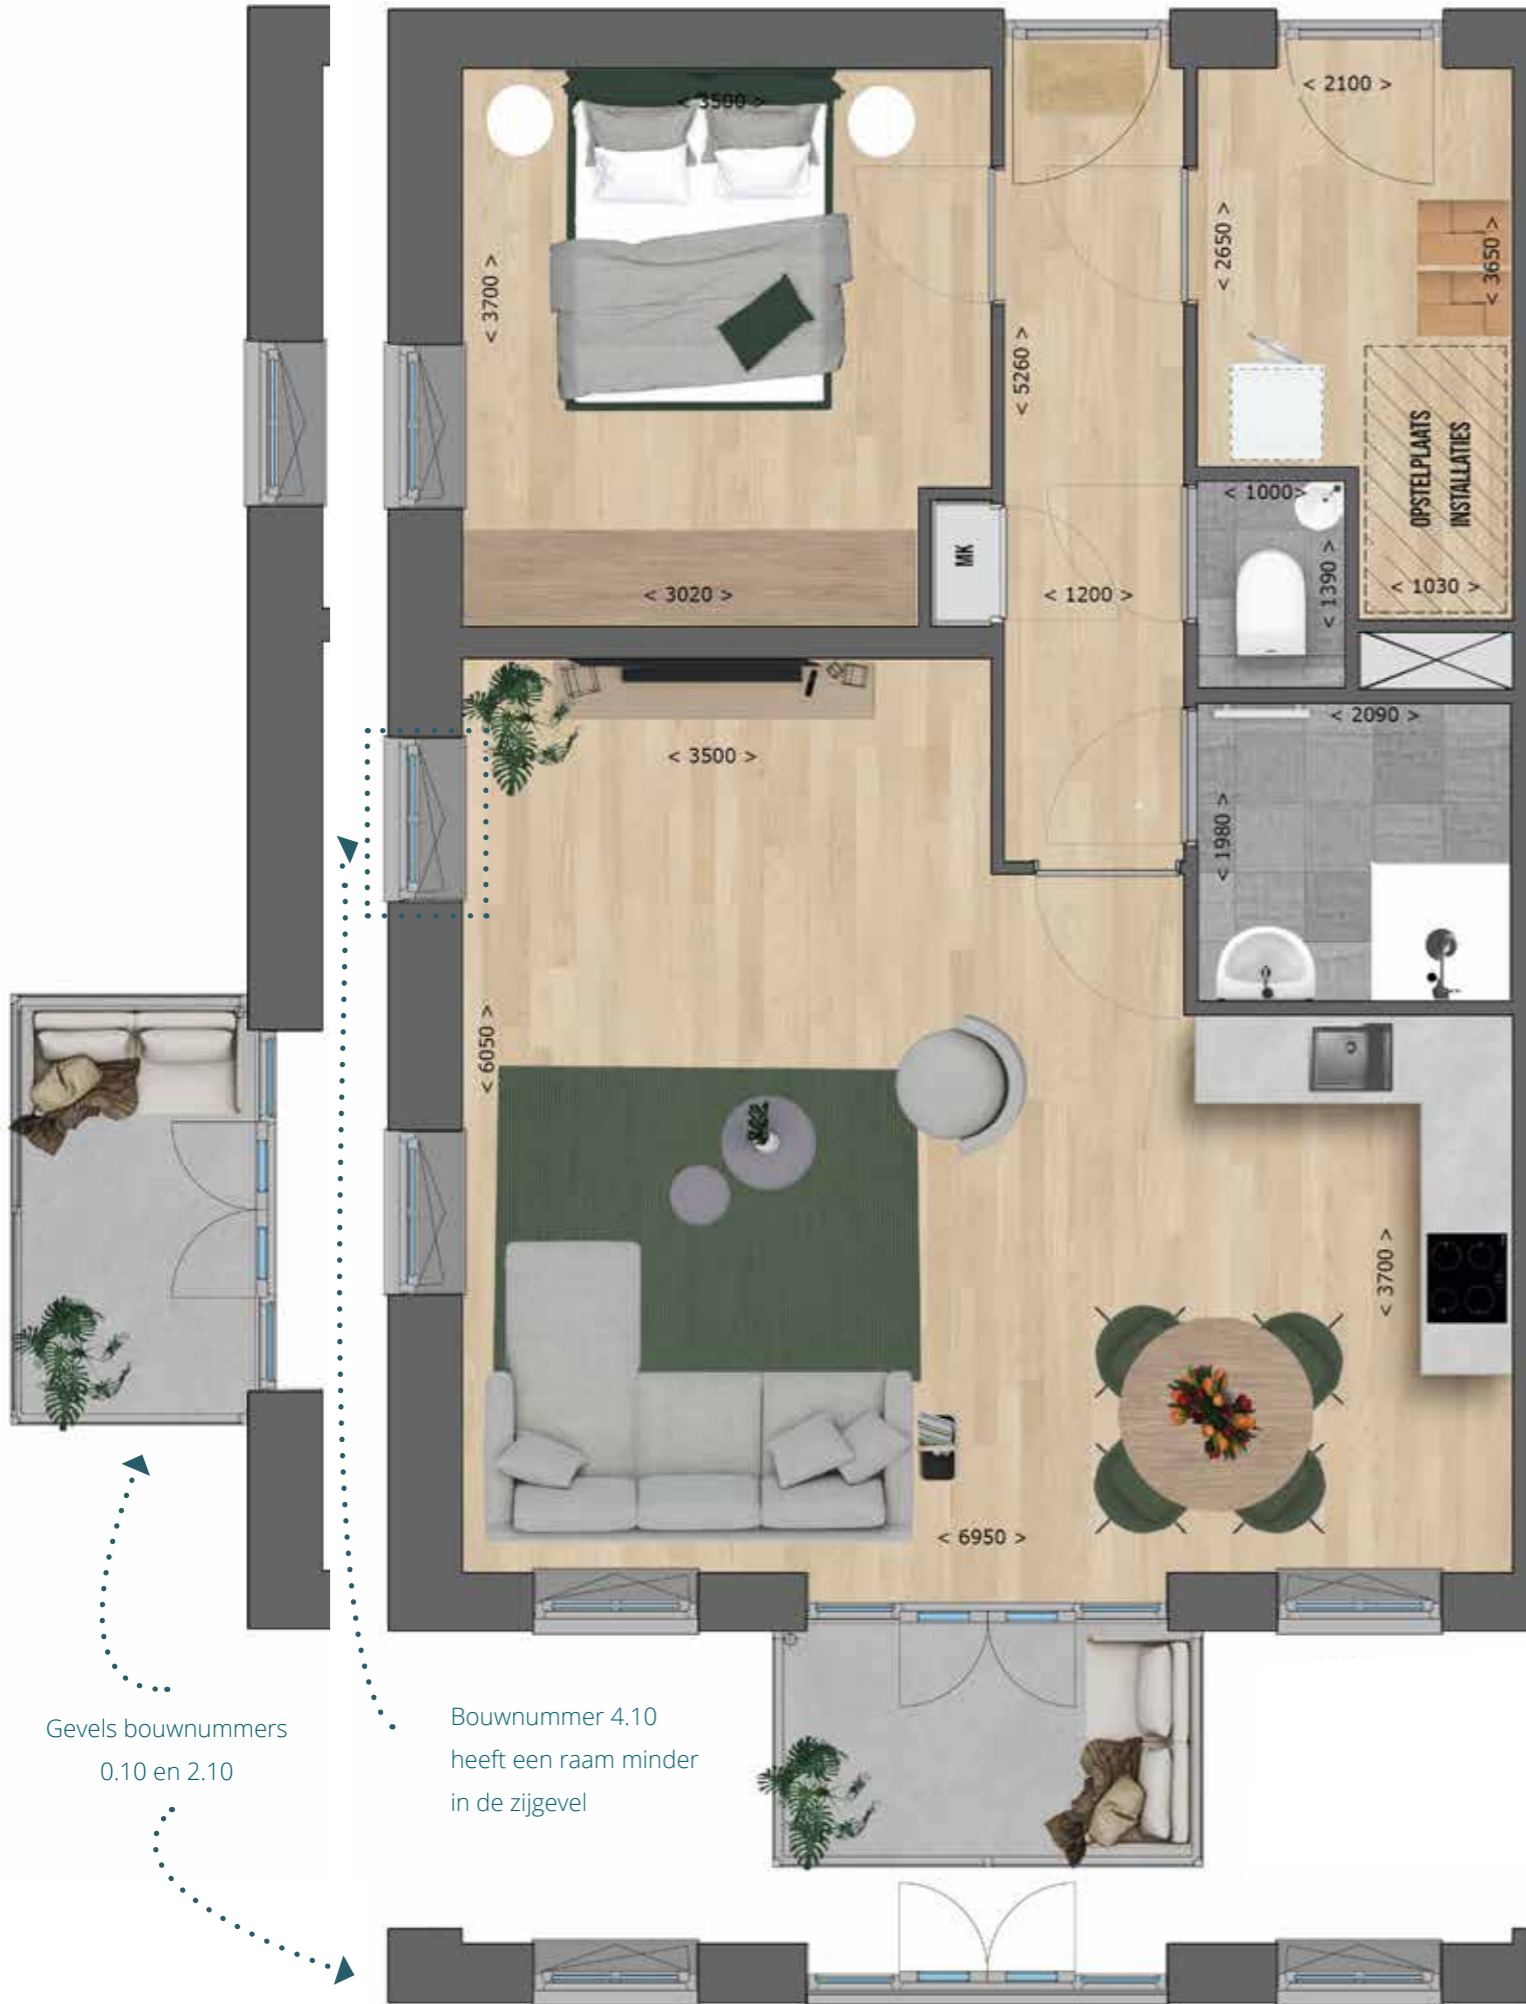 < 3500 >
< 2100 >
< 3700 >
< 2650 >
< 3650 >
< 5260 >
OPSTELPLAATS
INSTALLATIES
< 1000>
< 1390 >
< 1030 >
MK
< 3020 >
< 1200 >
< 2090 >
< 3500 >
< 1980 >
< 6050 >
< 3700 >
< 6950 >
Gevels bouwnummers
0.10 en 2.10
Bouwnummer 4.10
heeft een raam minder
in de zijgevel